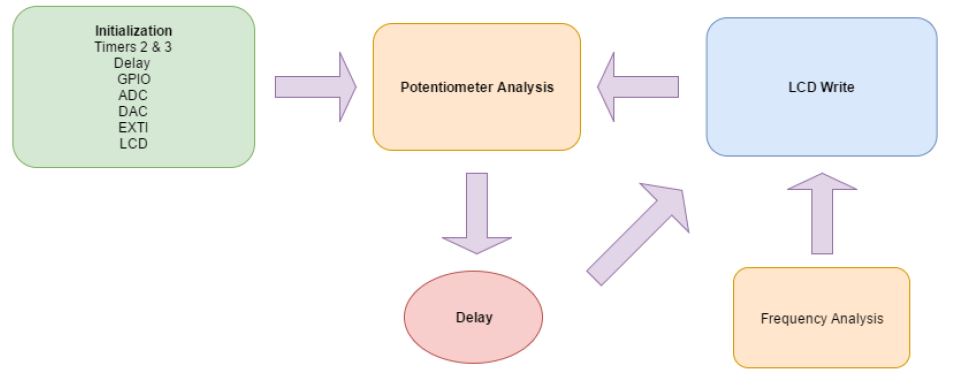 Initialization
Timers 2 & 3
Delay
GPIO
ADC
DAC
EXTI
LCD
Potentiometer Analysis
LCD Write
Delay
Frequency Analysis